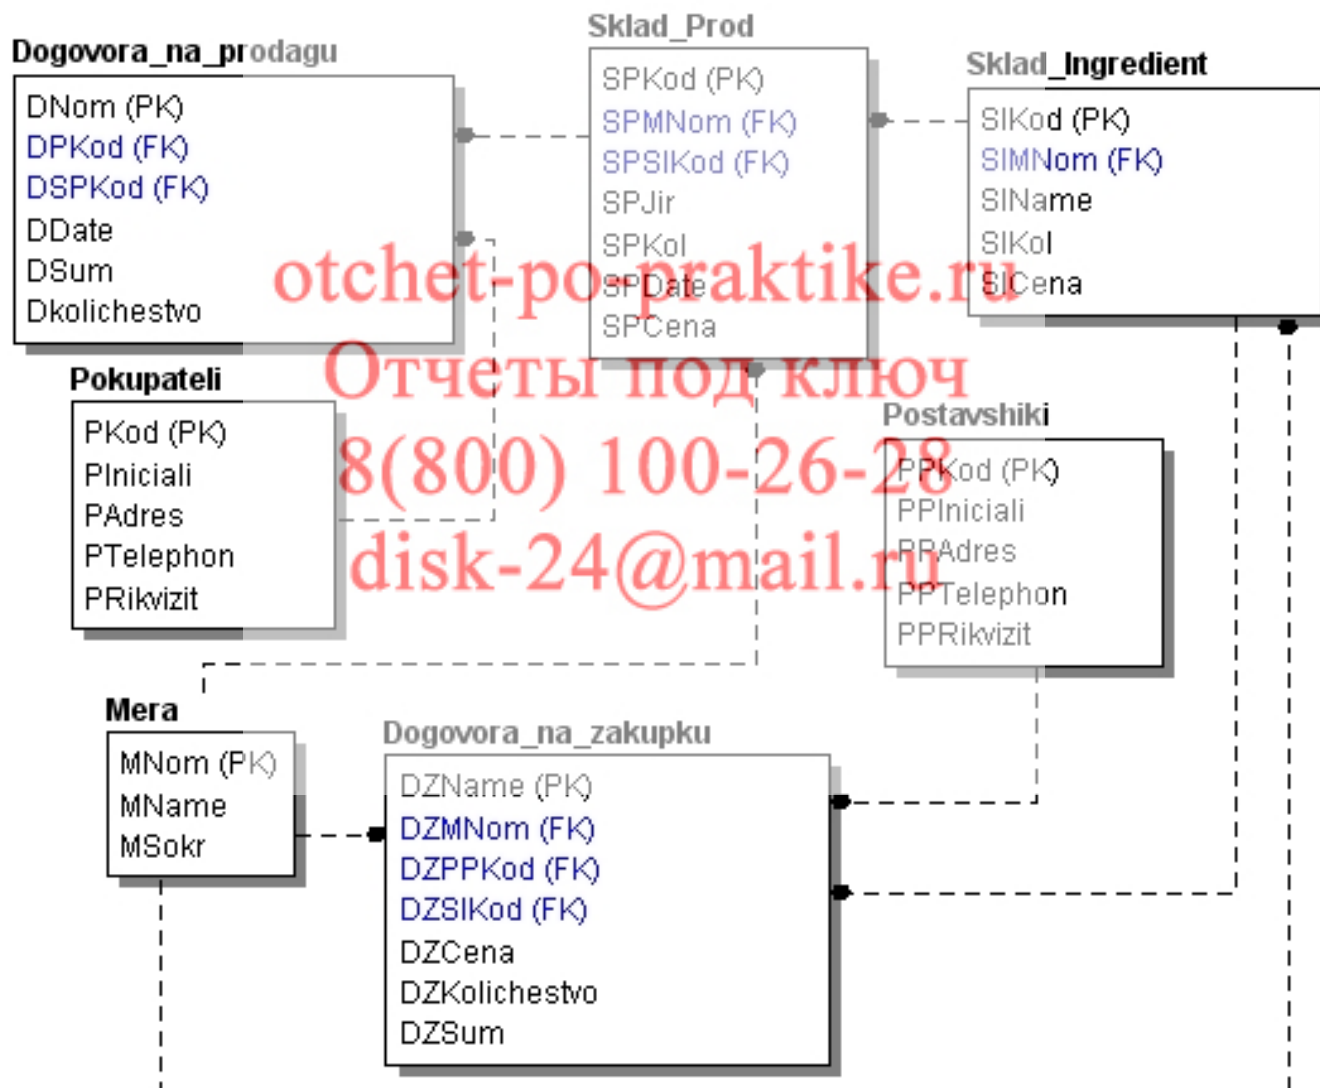 Dogovora_na_prodagu
DNom (PK)
DPKod (FK)
DSPKod (FK)
DDate
DSum
Dkolichestvo
Sklad_Prod
SPKod (PK)
SPMNom (FK)
SPSIKod (FK)
SPJir
SPKol
SPDate
SPCena
Sklad_Ingredient
SIKod (PK)
SIMNom (FK)
SIName
SIKol
SICena
otchet-po-praktike.ru
Отчеты под ключ
8(800) 100-26-28
disk-24@mail.ru
Pokupateli
PKod (PK)
PIniciali
PAdres
PTelephon
PRikvizit
Postavshiki
PPKod (PK)
PPIniciali
PPAdres
PPTelephon
PPRikvizit
Mera
MNom (PK)
MName
MSokr
Dogovora_na_zakupku
DZName (PK)
DZMNom (FK)
DZPPKod (FK)
DZSIKod (FK)
DZCena
DZKolichestvo
DZSum